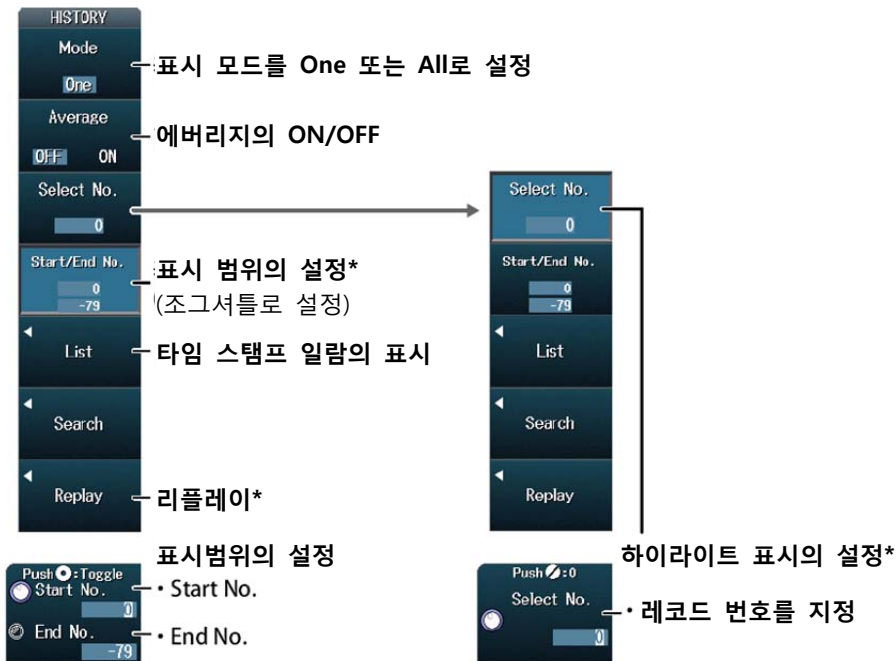 HISTORY
Mode
One
표시 모드를 One 또는 All로 설정
Average
OFF ON
에버리지의 ON/OFF
Select No.
0
Start/End No.
0
-79
표시 범위의 설정*
(조그셔틀로 설정)
List
타임 스탬프 일람의 표시
Search
Replay
리플레이*
Select No.
0
Start/End No.
0
-79
List
Search
Replay
표시범위의 설정
Push :Toggle
Start No.
0
• Start No.
End No.
-79
• End No.
하이라이트 표시의 설정*
Push :0
Select No.
0
• 레코드 번호를 지정